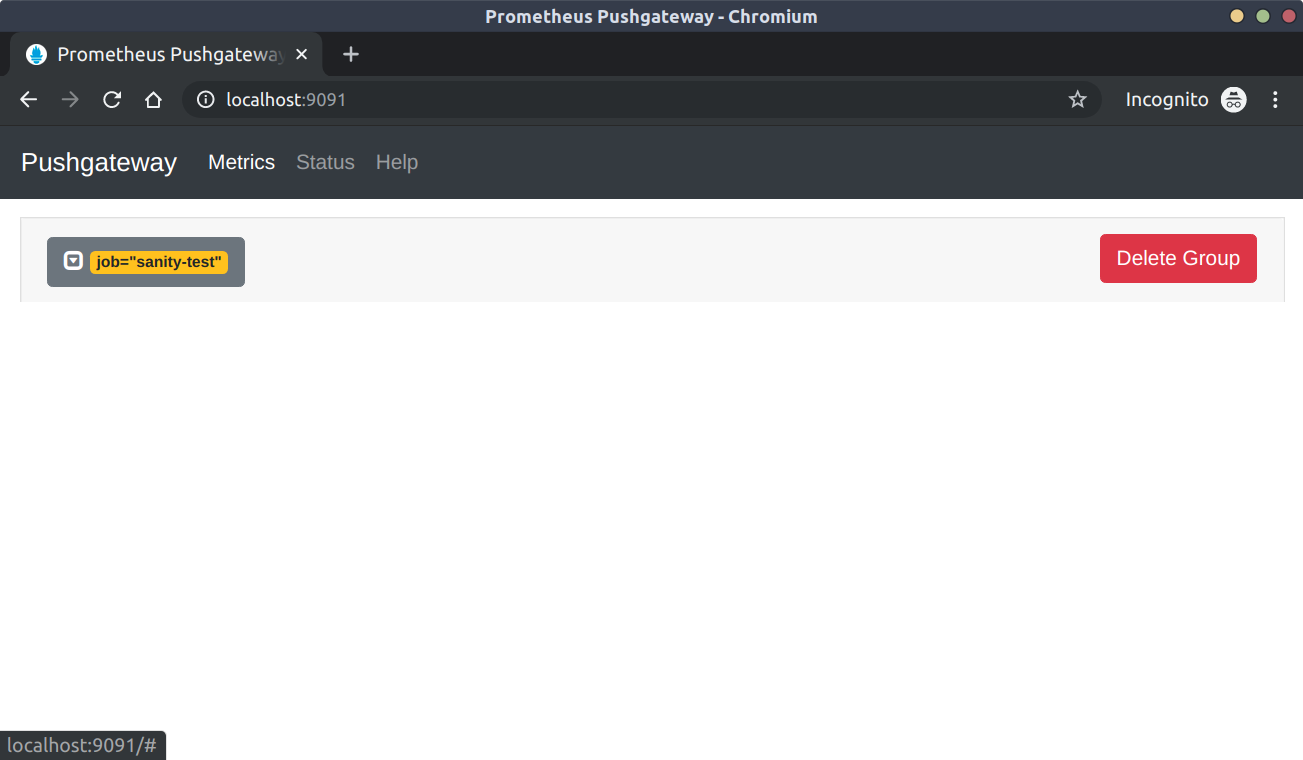 Prometheus Pushgateway - Chromium
Prometheus Pushgateway
localhost:9091
Incognito
Pushgateway Metrics Status Help
job="sanity-test"
Delete Group
localhost:9091/#